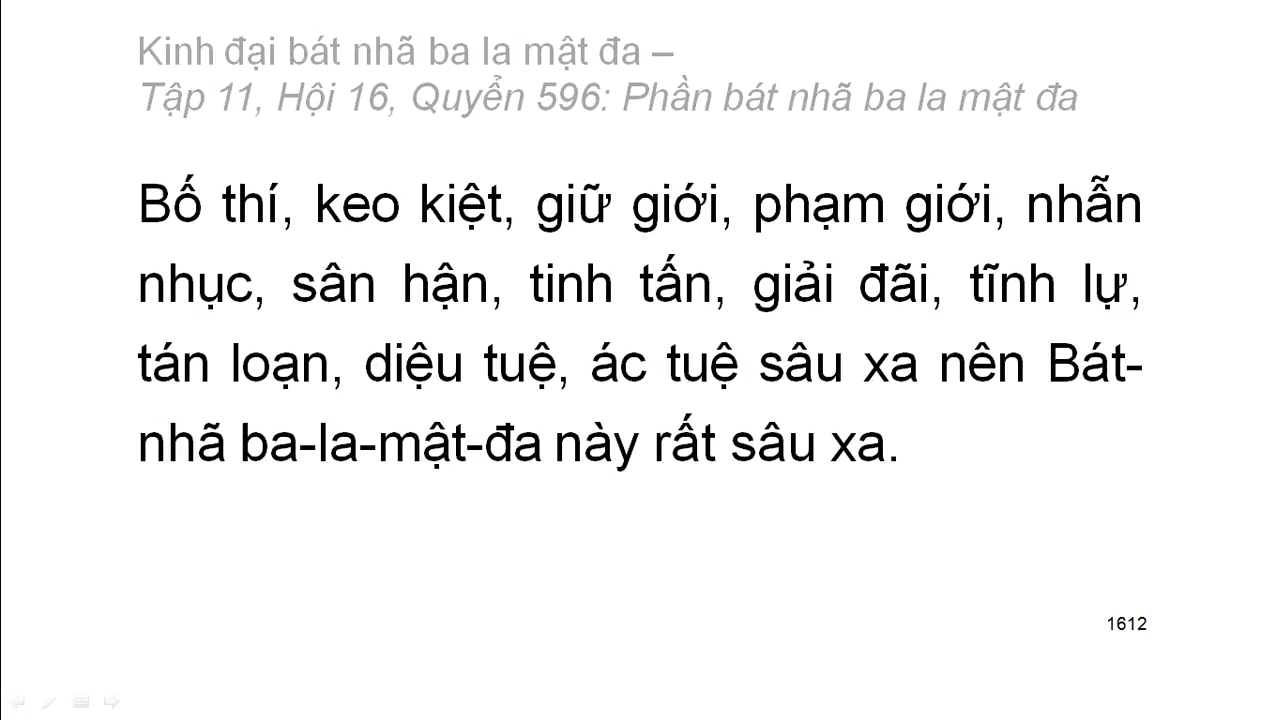 Kinh đại bát nhã ba la mật đa –
Tập 11, Hội 16, Quyển 596: Phần bát nhã ba la mật đa
Bố thí, keo kiệt, giữ giới, phạm giới, nhẫn
nhục, sân hận, tinh tấn, giải đãi, tĩnh lự,
tán loạn, diệu tuệ, ác tuệ sâu xa nên Bát-
nhã ba-la-mật-đa này rất sâu xa.
1612